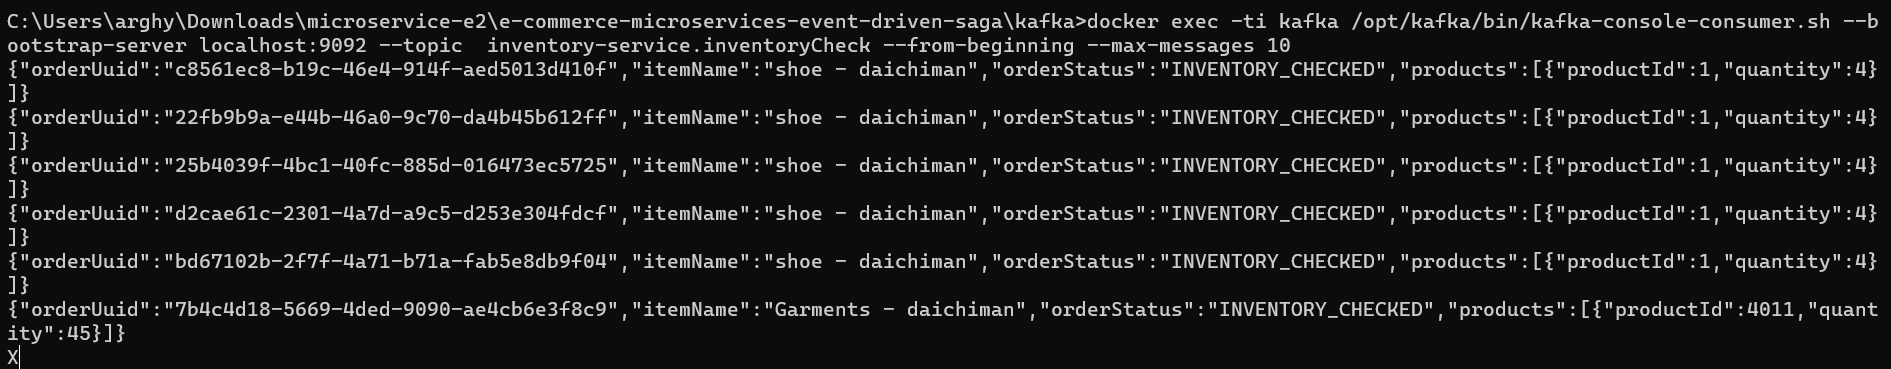 C:\Users\arghy\Downloads\microservice-e2\e-commerce-microservices-event-driven-saga\kafka>docker exec -ti kafka /opt/kafka/bin/kafka-console-consumer.sh --b
ootstrap-server localhost:9092 --topic  inventory-service.inventoryCheck --from-beginning --max-messages 10
{"orderUuid":"c8561ec8-b19c-46e4-914f-aed5013d410f","itemName":"shoe - daichiman","orderStatus":"INVENTORY_CHECKED","products":[{"productId":1,"quantity":4}
]}
{"orderUuid":"22fb9b9a-e44b-46a0-9c70-da4b45b612ff","itemName":"shoe - daichiman","orderStatus":"INVENTORY_CHECKED","products":[{"productId":1,"quantity":4}
]}
{"orderUuid":"25b4039f-4bc1-40fc-885d-016473ec5725","itemName":"shoe - daichiman","orderStatus":"INVENTORY_CHECKED","products":[{"productId":1,"quantity":4}
]}
{"orderUuid":"d2cae61c-2301-4a7d-a9c5-d253e304fdcf","itemName":"shoe - daichiman","orderStatus":"INVENTORY_CHECKED","products":[{"productId":1,"quantity":4}
]}
{"orderUuid":"bd67102b-2f7f-4a71-b71a-fab5e8db9f04","itemName":"shoe - daichiman","orderStatus":"INVENTORY_CHECKED","products":[{"productId":1,"quantity":4}
]}
{"orderUuid":"7b4c4d18-5669-4ded-9090-ae4cb6e3f8c9","itemName":"Garments - daichiman","orderStatus":"INVENTORY_CHECKED","products":[{"productId":4011,"quant
ity":45}]}
X